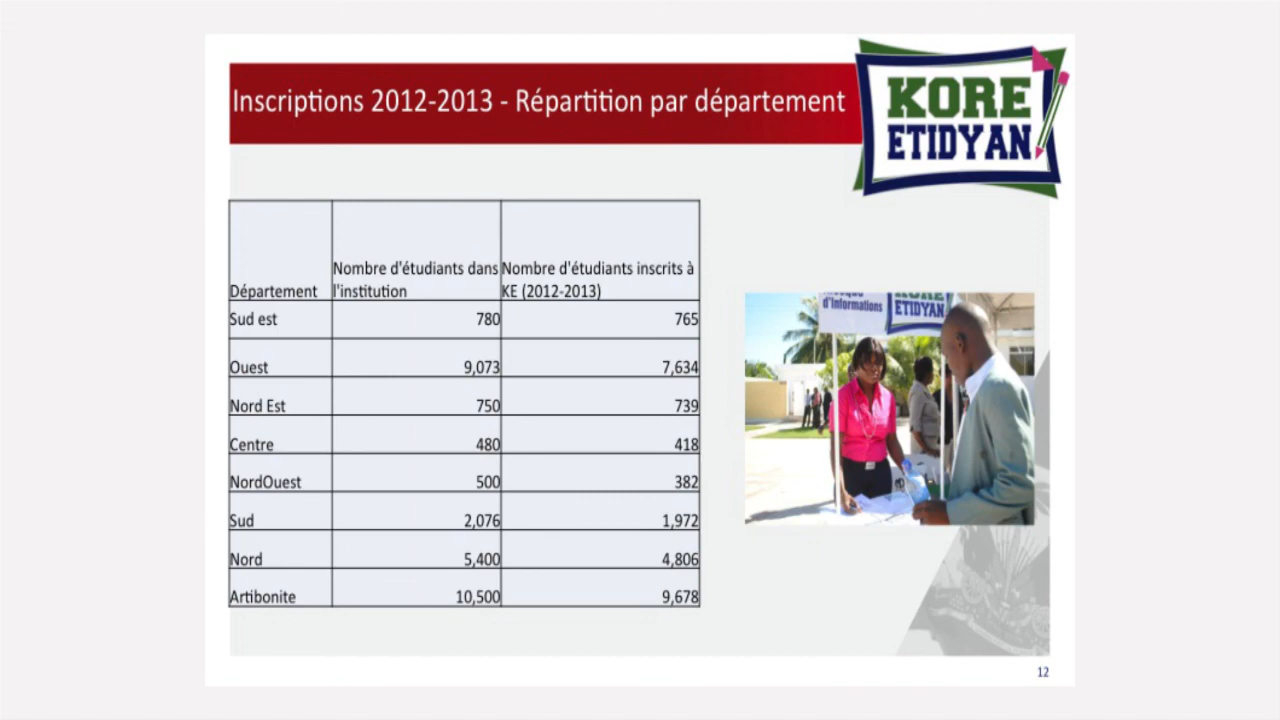 Inscriptions 2012-2013 - Répartition par département
KORE
ETIDYAN
Département
Nombre d'étudiants dans
l'institution
Nombre d'étudiants inscrits à
KE (2012-2013)
Sud est 780 765
Ouest 9,073 7,634
Nord Est 750 739
Centre 480 418
NordOuest 500 382
Sud 2,076 1,972
Nord 5,400 4,806
Artibonite 10,500 9,678
d'Informations
KORE
ETIDYAN
12